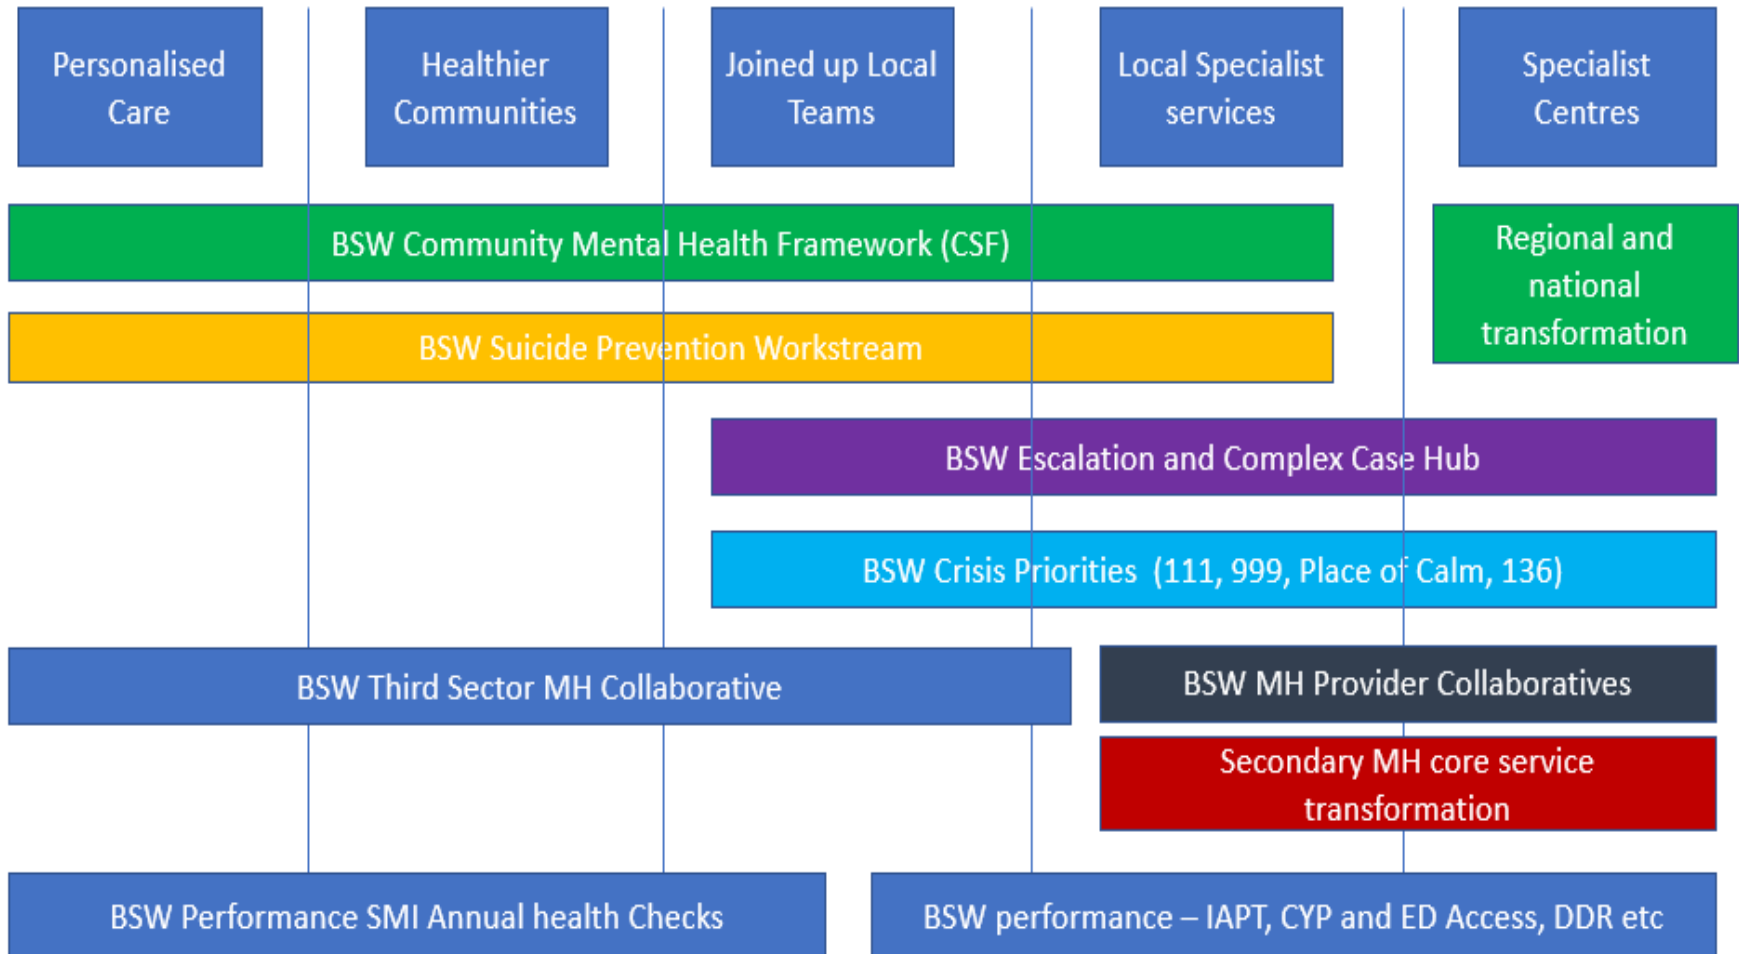 Personalised
Care
Healthier
Communities
Joined up Local
Teams
Local Specialist
services
Specialist
Centres
BSW Community Mental Health Framework (CSF)
Regional and
national
transformation
BSW Suicide Prevention Workstream
BSW Escalation and Complex Case Hub
BSW Crisis Priorities (111, 999, Place of Calm, 136)
BSW Third Sector MH Collaborative
BSW MH Provider Collaboratives
Secondary MH core service
transformation
BSW Performance SMI Annual health Checks
BSW performance – IAPT, CYP and ED Access, DDR etc